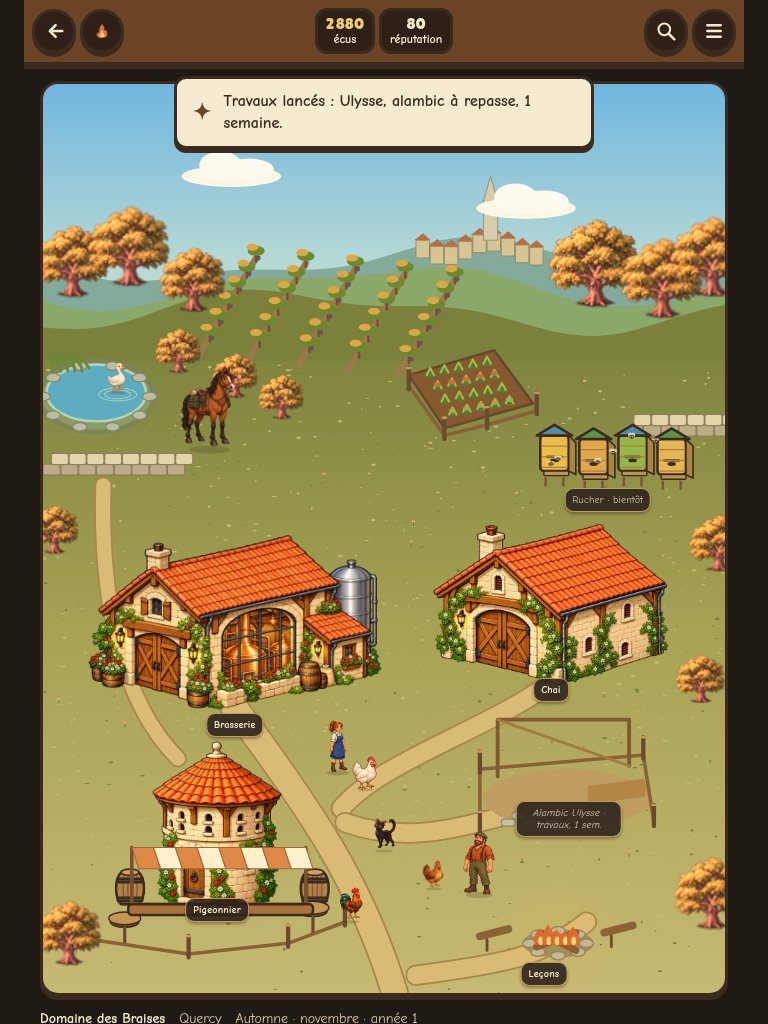 2880
écus
80
réputation
Travaux lancés : Ulysse, alambic à repasse, 1
semaine.
Rucher · bientôt
Chai
Brasserie
Alambic Ulysse ·
travaux, 1 sem.
Pigeonnier
Leçons
Domaine des Braises Quercy Automne · novembre · année 1